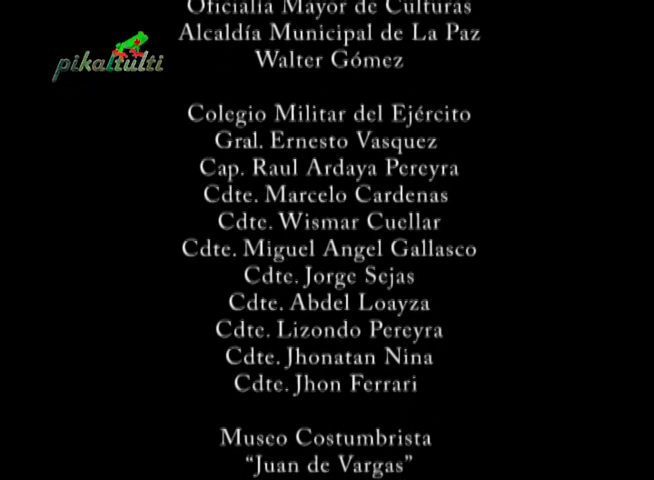 Oficialía Mayor de Culturas
Alcaldía Municipal de La Paz
Walter Gómez
pikaltulti
Colegio Militar del Ejército
Gral. Ernesto Vasquez
Cap. Raul Ardaya Pereyra
Cdte. Marcelo Cardenas
Cdte. Wismar Cuellar
Cdte. Miguel Angel Gallasco
Cdte. Jorge Sejas
Cdte. Abdel Loayza
Cdte. Lizondo Pereyra
Cdte. Jhonatan Nina
Cdte. Jhon Ferrari
Museo Costumbrista
“Juan de Vargas”